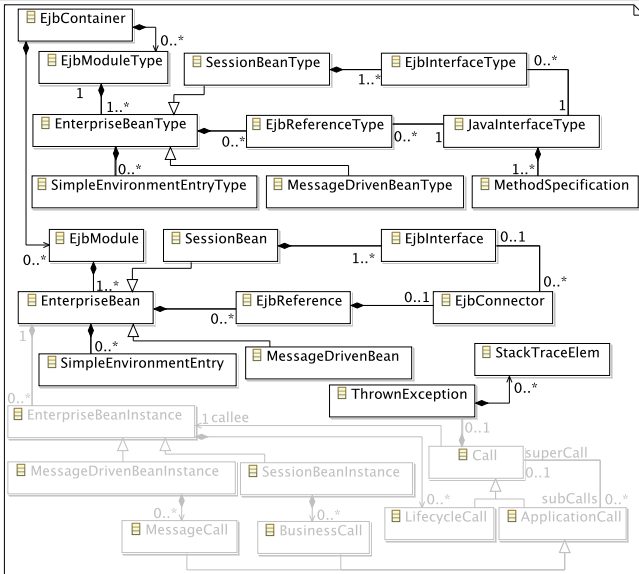 EjbContainer
0..*
EjbModuleType
SessionBeanType
EjbInterfaceType
0..*
1
1..*
1..*
1
EnterpriseBeanType
EjbReferenceType
JavaInterfaceType
0..*
0..*
1
0..*
1..*
SimpleEnvironmentEntryType
MessageDrivenBeanType
MethodSpecification
EjbModule
SessionBean
EjbInterface
0..1
0..*
1..*
1..*
0..*
EnterpriseBean
EjbReference
0..1
EjbConnector
0..*
1
0..*
SimpleEnvironmentEntry
MessageDrivenBean
StackTraceElem
0..*
ThrownException
0..*
EnterpriseBeanInstance
1 callee
0..1
Call
superCall
0..1
MessageDrivenBeanInstance
SessionBeanInstance
0..*
0..*
0..*
subCalls
0..*
MessageCall
BusinessCall
LifecycleCall
ApplicationCall